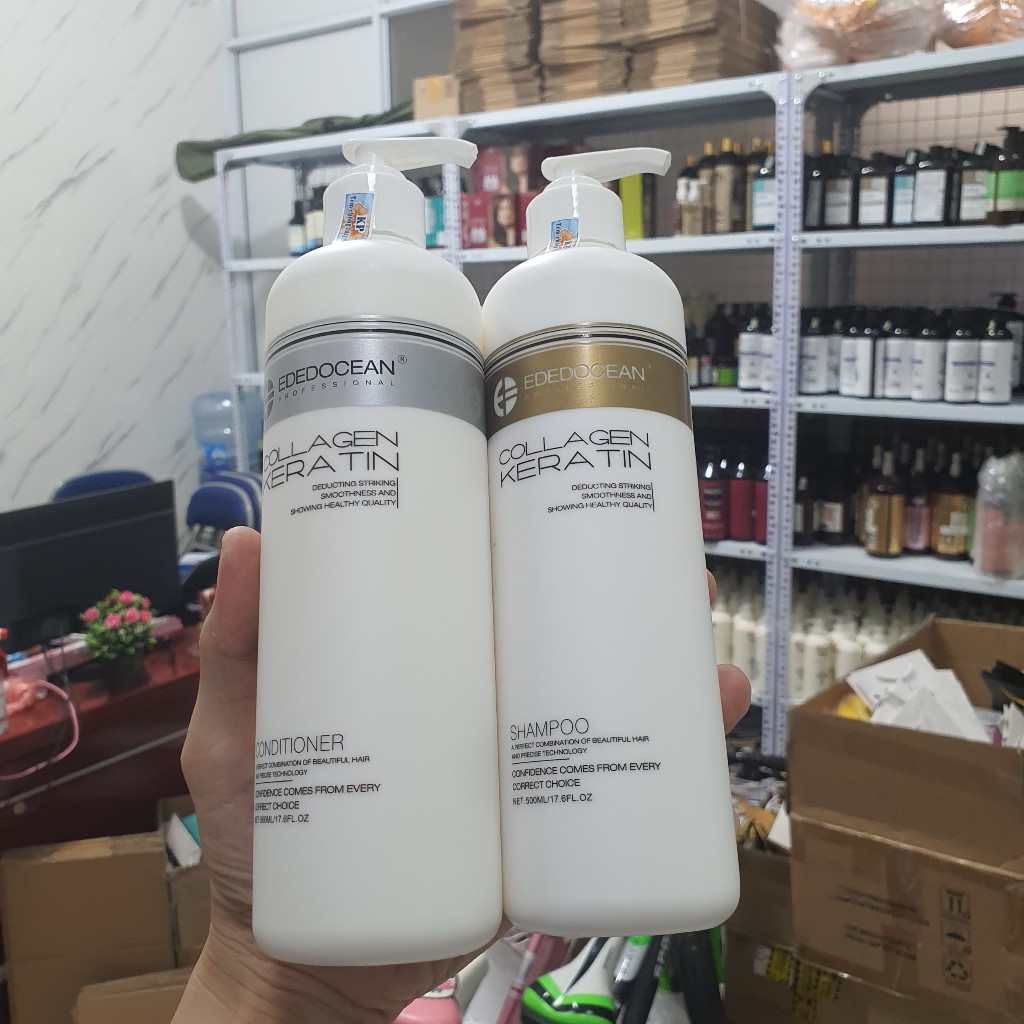 KP
EDEDOCEAN®
PROFESSIONAL
COLLAGEN
KERATIN
DEDUCTING STRIKING
SMOOTHNESS AND
SHOWING HEALTHY QUALITY
CONDITIONER
A PERFECT COMBINATION OF BEAUTIFUL HAIR
AND PRECISE TECHNOLOGY
CONFIDENCE COMES FROM EVERY
CORRECT CHOICE
NET:500ML/17.6FL.OZ
KP
EDEDOCEAN®
PROFESSIONAL
COLLAGEN
KERATIN
DEDUCTING STRIKING
SMOOTHNESS AND
SHOWING HEALTHY QUALITY
SHAMPOO
A PERFECT COMBINATION OF BEAUTIFUL HAIR
AND PRECISE TECHNOLOGY
CONFIDENCE COMES FROM EVERY
CORRECT CHOICE
NET:500ML/17.6FL.OZ